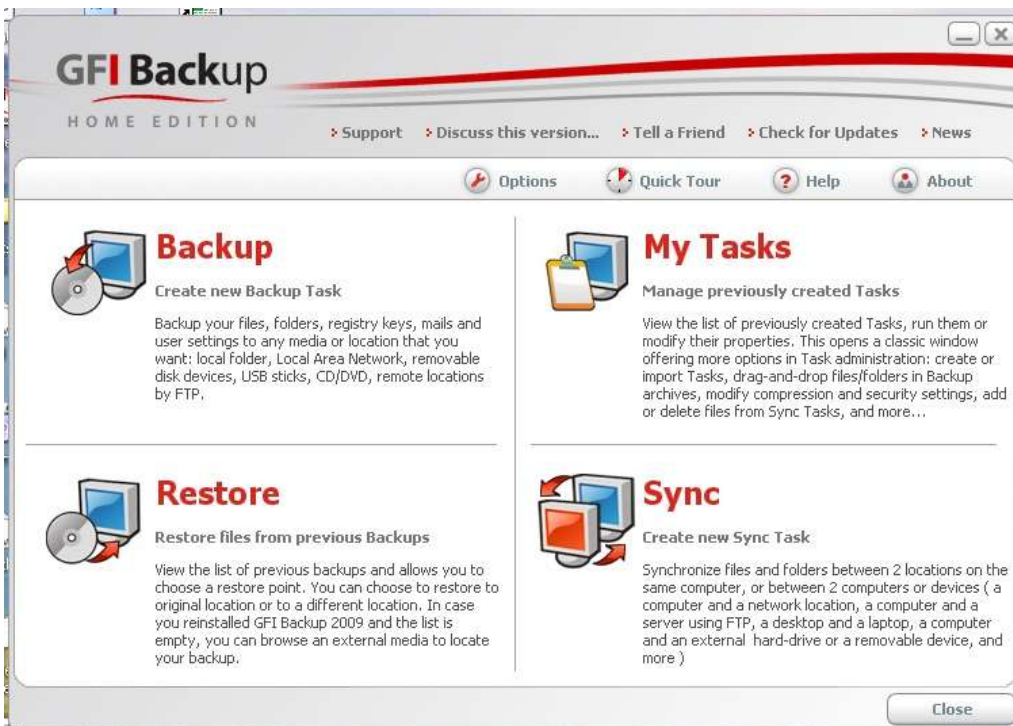 GFI Backup
HOME EDITION
Support Discuss this version... Tell a Friend Check for Updates News
Options Quick Tour ? Help About
Backup
Create new Backup Task
Backup your files, folders, registry keys, mails and
user settings to any media or location that you
want: local folder, Local Area Network, removable
disk devices, USB sticks, CD/DVD, remote locations
by FTP.
My Tasks
Manage previously created Tasks
View the list of previously created Tasks, run them or
modify their properties. This opens a classic window
offering more options in Task administration: create or
import Tasks, drag-and-drop files/folders in Backup
archives, modify compression and security settings, add
or delete files from Sync Tasks, and more...
Restore
Restore files from previous Backups
View the list of previous backups and allows you to
choose a restore point. You can choose to restore to
original location or to a different location. In case
you reinstalled GFI Backup 2009 and the list is
empty, you can browse an external media to locate
your backup.
Sync
Create new Sync Task
Synchronize files and folders between 2 locations on the
same computer, or between 2 computers or devices ( a
computer and a network location, a computer and a
server using FTP, a desktop and a laptop, a computer
and an external hard-drive or a removable device, and
more )
Close